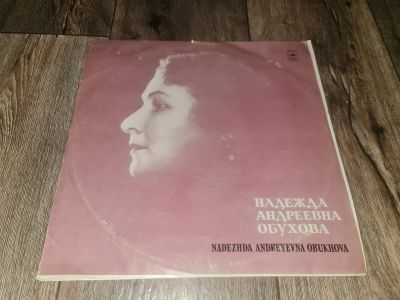 НАДЕЖДА
АНДРЕЕВНА
ОБУХОВА
NADEZHDA ANDREYEVNA OBUKHOVA